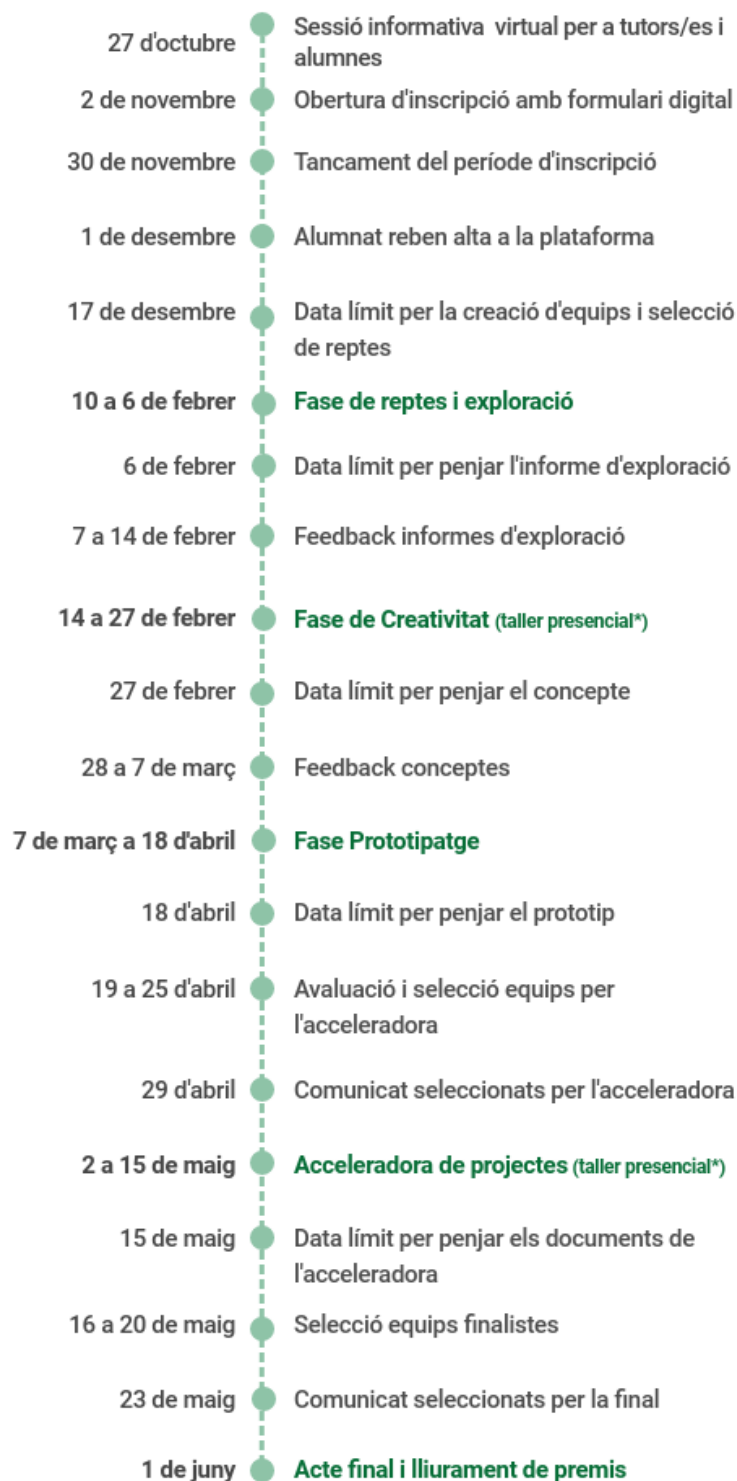 27 d'octubre
Sessió informativa  virtual per a tutors/es i
alumnes
2 de novembre
Obertura d'inscripció amb formulari digital
30 de novembre
Tancament del període d'inscripció
1 de desembre
Alumnat reben alta a la plataforma
17 de desembre
Data límit per la creació d'equips i selecció
de reptes
10 a 6 de febrer
Fase de reptes i exploració
6 de febrer
Data límit per penjar l'informe d'exploració
7 a 14 de febrer
Feedback informes d'exploració
14 a 27 de febrer
Fase de Creativitat (taller presencial*)
27 de febrer
Data límit per penjar el concepte
28 a 7 de març
Feedback conceptes
7 de març a 18 d'abril
Fase Prototipatge
18 d'abril
Data límit per penjar el prototip
19 a 25 d'abril
Avaluació i selecció equips per
l'acceleradora
29 d'abril
Comunicat seleccionats per l'acceleradora
2 a 15 de maig
Acceleradora de projectes (taller presencial*)
15 de maig
Data límit per penjar els documents de
l'acceleradora
16 a 20 de maig
Selecció equips finalistes
23 de maig
Comunicat seleccionats per la final
1 de juny
Acte final i lliurament de premis